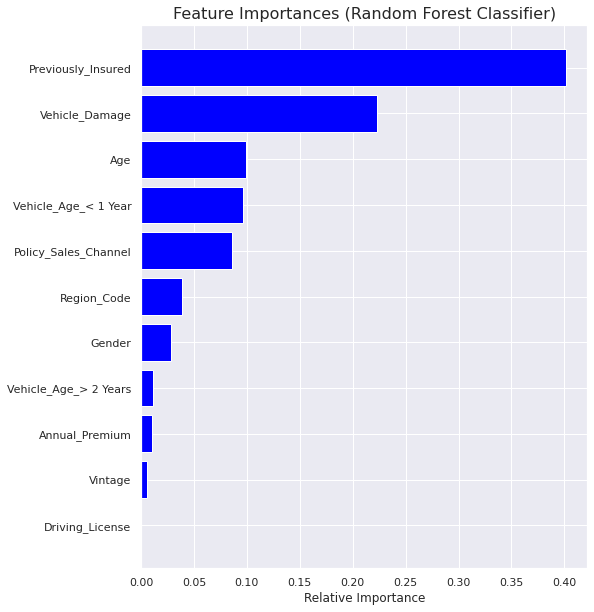 Feature Importances (Random Forest Classifier)
Previously_Insured
Vehicle_Damage
Age
Vehicle_Age_< 1 Year
Policy_Sales_Channel
Region_Code
Gender
Vehicle_Age_> 2 Years
Annual_Premium
Vintage
Driving_License
0.00 0.05 0.10 0.15 0.20 0.25 0.30 0.35 0.40
Relative Importance